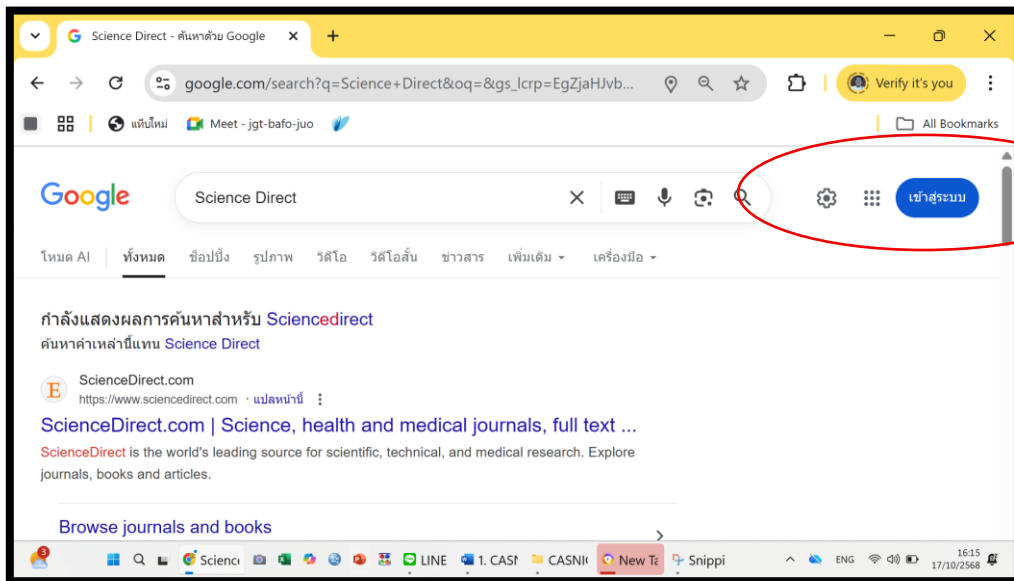 Science Direct - ค้นหาด้วย Google
google.com/search?q=Science+Direct&oq=&gs_lcrp=EgZjaHJvb...
Verify it's you
แท็บใหม่
Meet - jgt-bafo-juo
All Bookmarks
Google
Science Direct
เข้าสู่ระบบ
โหมด AI ทั้งหมด ช็อปปิ้ง รูปภาพ วิดีโอ วิดีโอสั้น ข่าวสาร เพิ่มเติม เครื่องมือ
กำลังแสดงผลการค้นหาสำหรับ Sciencedirect
ค้นหาคำเหล่านี้แทน Science Direct
E
ScienceDirect.com
https://www.sciencedirect.com · แปลหน้านี้
ScienceDirect.com | Science, health and medical journals, full text ...
ScienceDirect is the world's leading source for scientific, technical, and medical research. Explore
journals, books and articles.
Browse journals and books
3
Scienc LINE 1. CASN CASNI New Ta Snippi ENG 16:15
17/10/2568